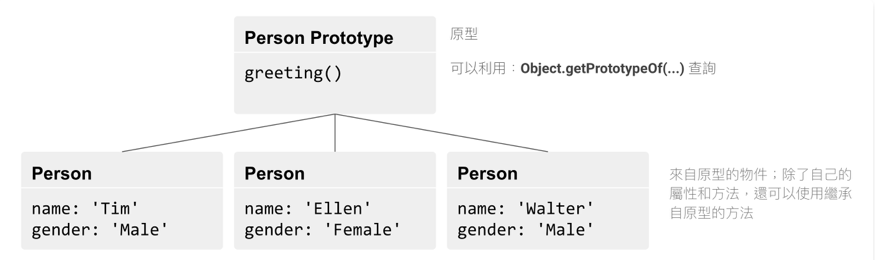 Person Prototype
greeting()
原型
可以利用：Object.getPrototypeOf(...) 查詢
Person
name: 'Tim'
gender: 'Male'
Person
name: 'Ellen'
gender: 'Female'
Person
name: 'Walter'
gender: 'Male'
來自原型的物件；除了自己的
屬性和方法，還可以使用繼承
自原型的方法